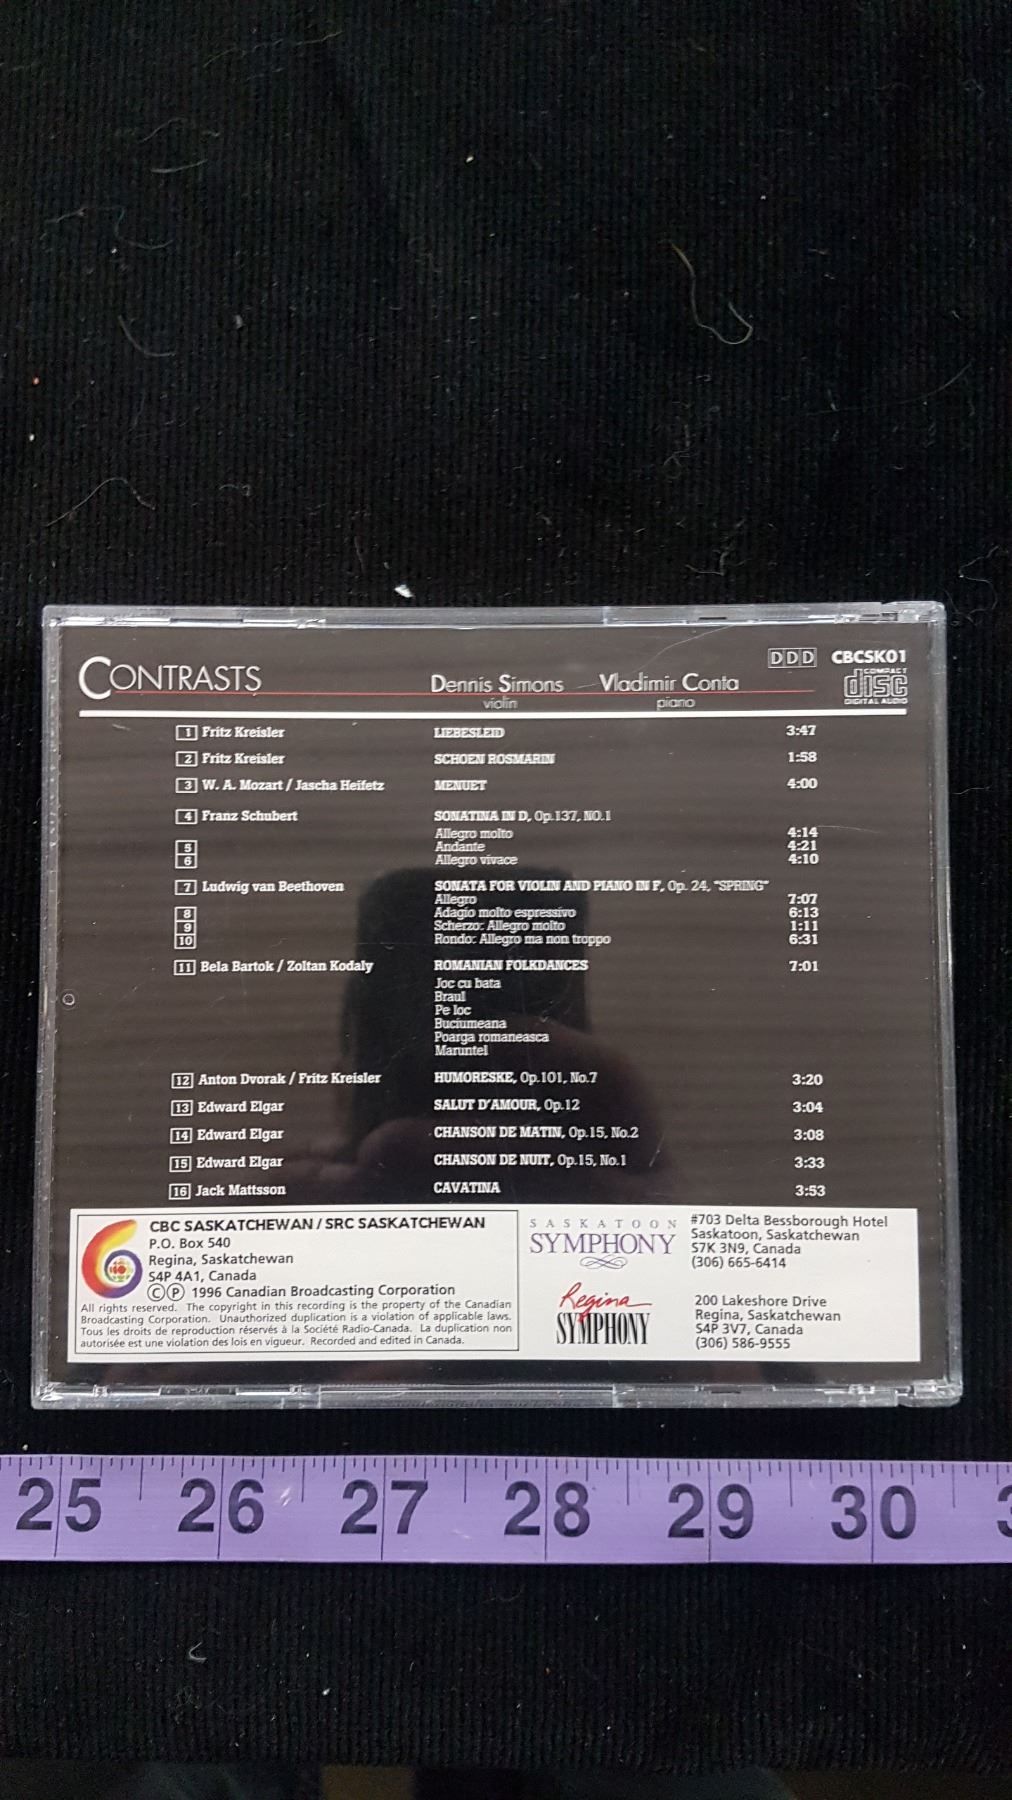 CONTRASTS
Dennis Simons
violin
Vladimir Conta
piano
DDD CBCSK01
COMPACT
disc
DIGITAL AUDIO
1 Fritz Kreisler LIEBESLEID 3:47
2 Fritz Kreisler SCHOEN ROSMARIN 1:58
3 W. A. Mozart / Jascha Heifetz MENUET 4:00
4 Franz Schubert SONATINA IN D, Op.137, NO.1
Allegro molto 4:14
5 Andante 4:21
6 Allegro vivace 4:10
7 Ludwig van Beethoven SONATA FOR VIOLIN AND PIANO IN F, Op. 24, "SPRING"
Allegro 7:07
8 Adagio molto espressivo 6:13
9 Scherzo: Allegro molto 1:11
10 Rondo: Allegro ma non troppo 6:31
11 Bela Bartok / Zoltan Kodaly ROMANIAN FOLKDANCES 7:01
Joc cu bata
Braul
Pe loc
Buciumeana
Poarga romaneasca
Maruntel
12 Anton Dvorak / Fritz Kreisler HUMORESKE, Op.101, No.7 3:20
13 Edward Elgar SALUT D'AMOUR, Op.12 3:04
14 Edward Elgar CHANSON DE MATIN, Op.15, No.2 3:08
15 Edward Elgar CHANSON DE NUIT, Op.15, No.1 3:33
16 Jack Mattsson CAVATINA 3:53
CBC SASKATCHEWAN / SRC SASKATCHEWAN
P.O. Box 540
Regina, Saskatchewan
S4P 4A1, Canada
©℗ 1996 Canadian Broadcasting Corporation
All rights reserved. The copyright in this recording is the property of the Canadian
Broadcasting Corporation. Unauthorized duplication is a violation of applicable laws.
Tous les droits de reproduction réservés à la Société Radio-Canada. La duplication non
autorisée est une violation des lois en vigueur. Recorded and edited in Canada.
SASKATOON
SYMPHONY
#703 Delta Bessborough Hotel
Saskatoon, Saskatchewan
S7K 3N9, Canada
(306) 665-6414
Regina
SYMPHONY
200 Lakeshore Drive
Regina, Saskatchewan
S4P 3V7, Canada
(306) 586-9555
25 26 27 28 29 30